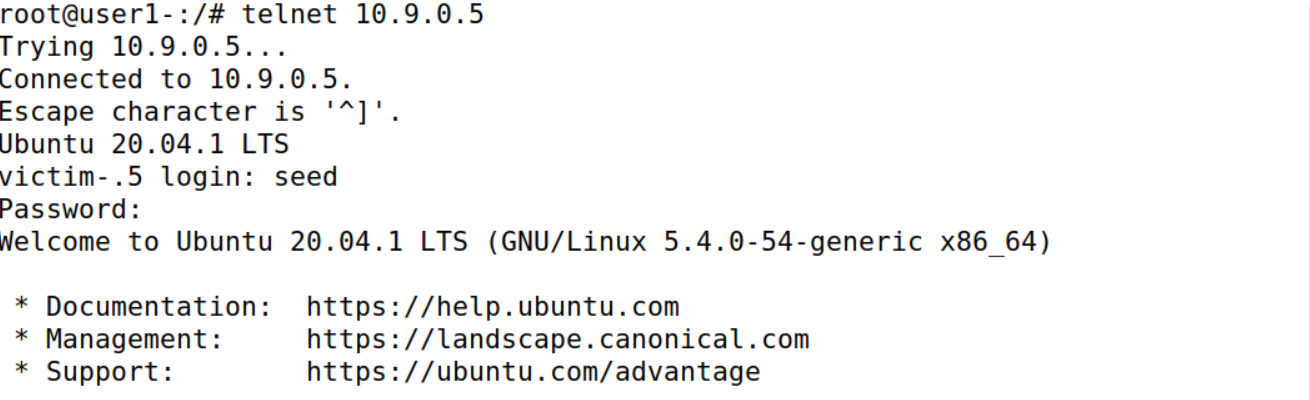 root@user1-:/# telnet 10.9.0.5
Trying 10.9.0.5...
Connected to 10.9.0.5.
Escape character is '^]'.
Ubuntu 20.04.1 LTS
victim-.5 login: seed
Password:
Welcome to Ubuntu 20.04.1 LTS (GNU/Linux 5.4.0-54-generic x86_64)
* Documentation:  https://help.ubuntu.com
* Management:     https://landscape.canonical.com
* Support:        https://ubuntu.com/advantage